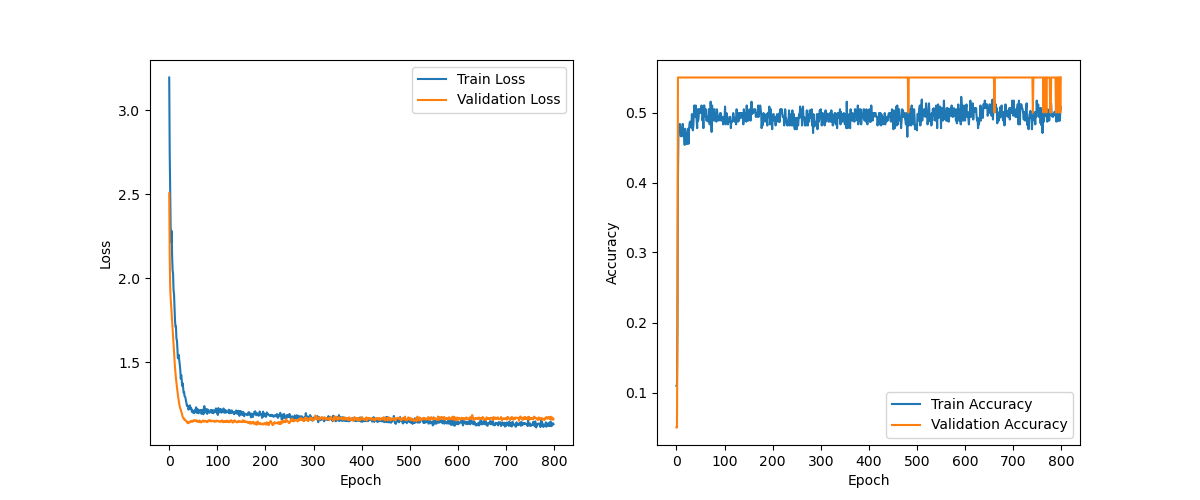 Train Loss
Validation Loss
3.0
2.5
2.0
1.5
Loss
0 100 200 300 400 500 600 700 800
Epoch
0.5
0.4
0.3
0.2
0.1
Accuracy
Train Accuracy
Validation Accuracy
0 100 200 300 400 500 600 700 800
Epoch